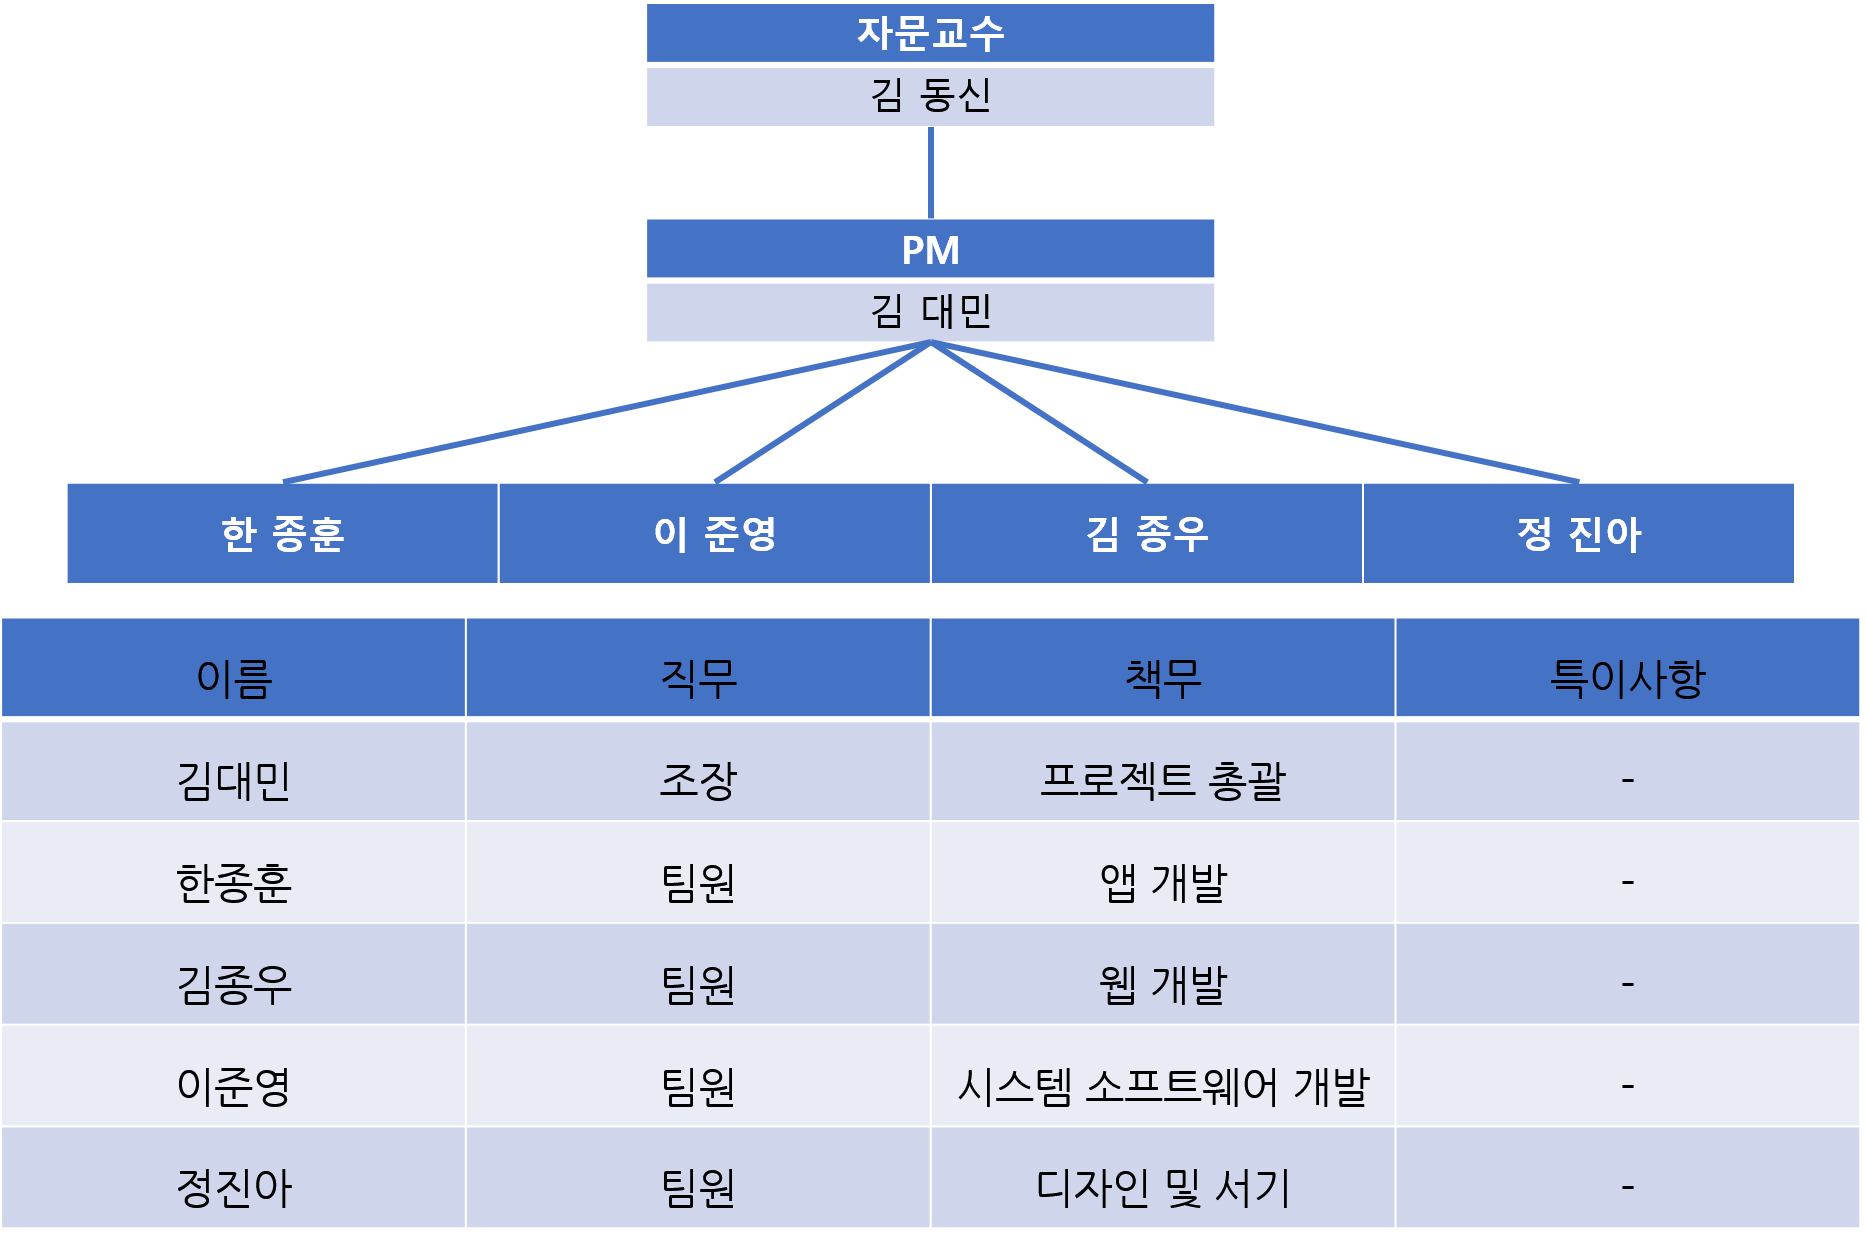 자문교수
김 동신
PM
김 대민
한 종훈 이 준영 김 종우 정 진아
이름 직무 책무 특이사항
김대민 조장 프로젝트 총괄 -
한종훈 팀원 앱 개발 -
김종우 팀원 웹 개발 -
이준영 팀원 시스템 소프트웨어 개발 -
정진아 팀원 디자인 및 서기 -